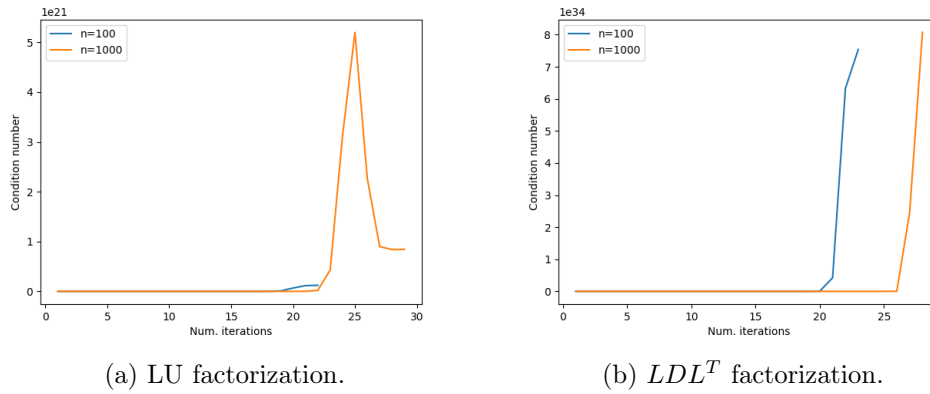 1e21
n=100
n=1000
5
4
3
2
1
0
Condition number
0 5 10 15 20 25 30
Num. iterations
(a) LU factorization.
1e34
n=100
n=1000
8
7
6
5
4
3
2
1
0
Condition number
0 5 10 15 20 25
Num. iterations
(b) LDL^T factorization.